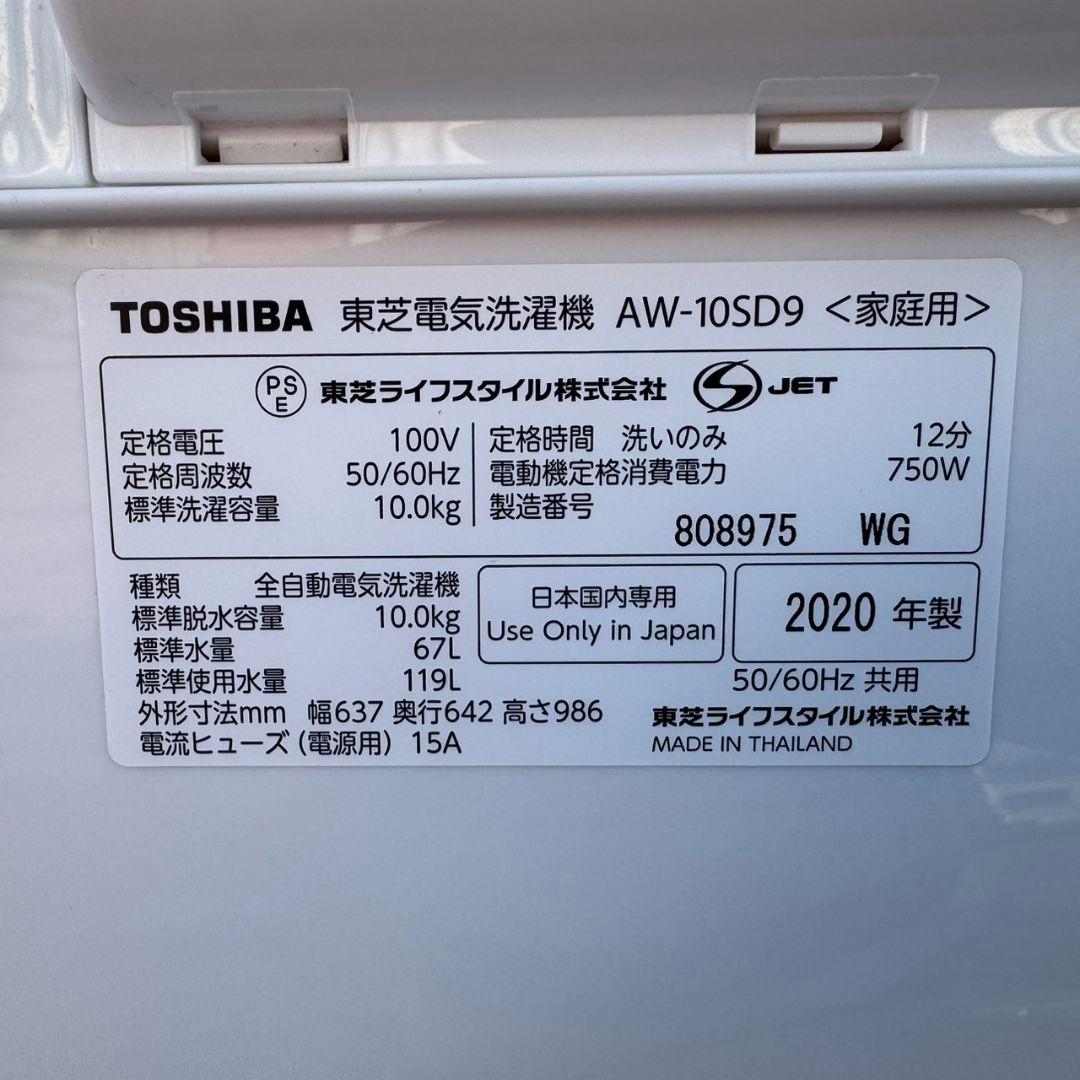 TOSHIBA 東芝電気洗濯機 AW-10SD9 <家庭用>
PSE 東芝ライフスタイル株式会社 S JET
定格電圧 100V
定格周波数 50/60Hz
標準洗濯容量 10.0kg
定格時間 洗いのみ 12分
電動機定格消費電力 750W
製造番号
808975 WG
種類 全自動電気洗濯機
標準脱水容量 10.0kg
標準水量 67L
標準使用水量 119L
外形寸法mm 幅637 奥行642 高さ986
電流ヒューズ(電源用) 15A
日本国内専用
Use Only in Japan
2020 年製
50/60Hz 共用
東芝ライフスタイル株式会社
MADE IN THAILAND